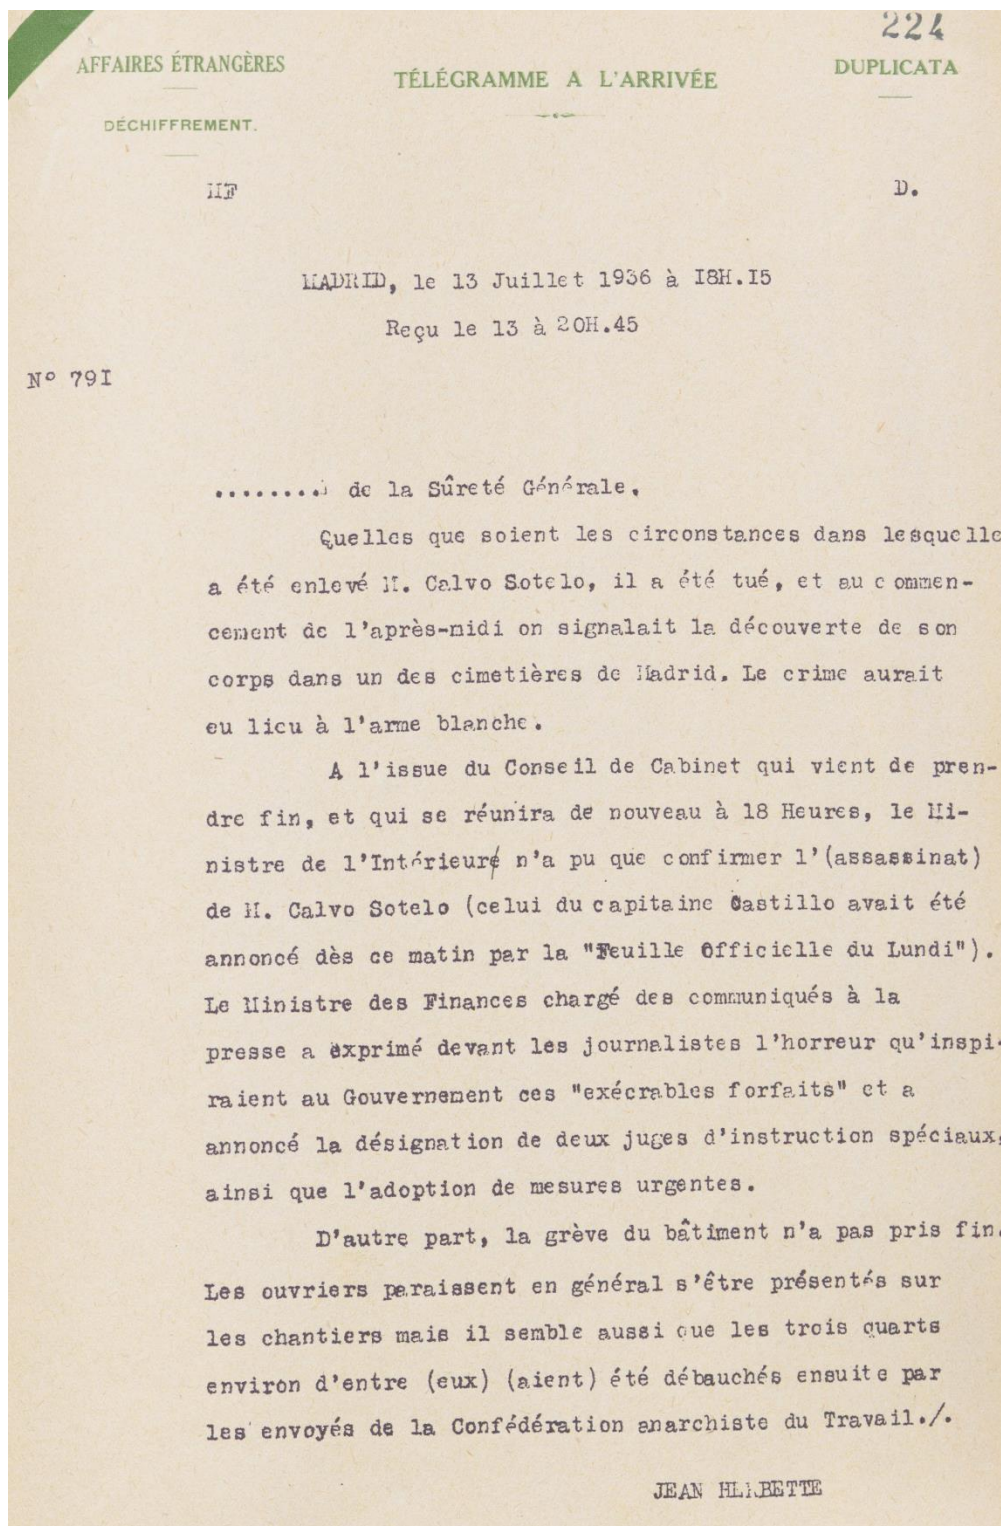 224
AFFAIRES ÉTRANGÈRES
TÉLÉGRAMME A L'ARRIVÉE
DUPLICATA
DÉCHIFFREMENT.
MF
D.
MADRID, le 13 Juillet 1936 à I8H.I5
Reçu le 13 à 20H.45
N° 79I
........ de la Sûreté Générale.
Quelles que soient les circonstances dans lesquelle
a été enlevé M. Calvo Sotelo, il a été tué, et au commen-
cement de l'après-midi on signalait la découverte de son
corps dans un des cimetières de Madrid. Le crime aurait
eu lieu à l'arme blanche.
A l'issue du Conseil de Cabinet qui vient de pren-
dre fin, et qui se réunira de nouveau à 18 Heures, le Mi-
nistre de l'Intérieur n'a pu que confirmer l'(assassinat)
de M. Calvo Sotelo (celui du capitaine Castillo avait été
annoncé dès ce matin par la "Feuille Officielle du Lundi").
Le Ministre des Finances chargé des communiqués à la
presse a exprimé devant les journalistes l'horreur qu'inspi-
raient au Gouvernement ces "exécrables forfaits" et a
annoncé la désignation de deux juges d'instruction spéciaux,
ainsi que l'adoption de mesures urgentes.
D'autre part, la grève du bâtiment n'a pas pris fin.
Les ouvriers paraissent en général s'être présentés sur
les chantiers mais il semble aussi que les trois quarts
environ d'entre (eux) (aient) été débauchés ensuite par
les envoyés de la Confédération anarchiste du Travail./.
JEAN HERBETTE